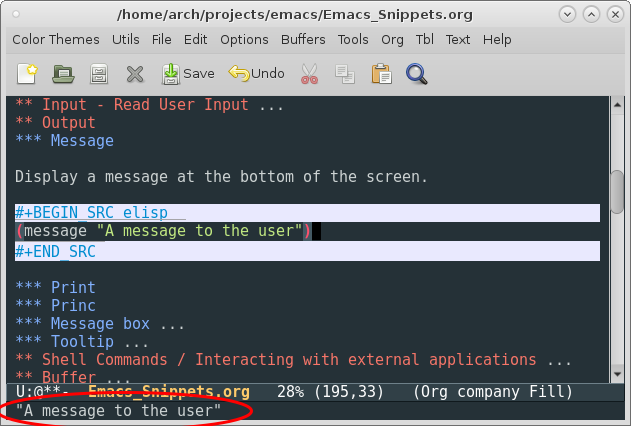 /home/arch/projects/emacs/Emacs_Snippets.org
Color Themes Utils File Edit Options Buffers Tools Org Tbl Text Help
Save Undo
** Input - Read User Input ...
** Output
*** Message
Display a message at the bottom of the screen.
#+BEGIN_SRC elisp
(message "A message to the user")
#+END_SRC
*** Print
*** Princ
*** Message box ...
*** Tooltip ...
** Shell Commands / Interacting with external applications ...
** Buffer ...
U:@**- Emacs_Snippets.org 28% (195,33) (Org company Fill)
"A message to the user"